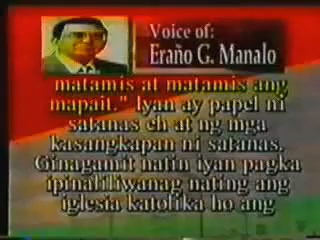 Voice of:
Eraño G. Manalo
matamis at matamis ang
mapait." Iyan ay papel ni
satanas eh at ng mga
kasangkapan ni satanas.
Ginagamit natin iyan pagka
ipinaliliwanag nating ang
iglesia katolika ho ang